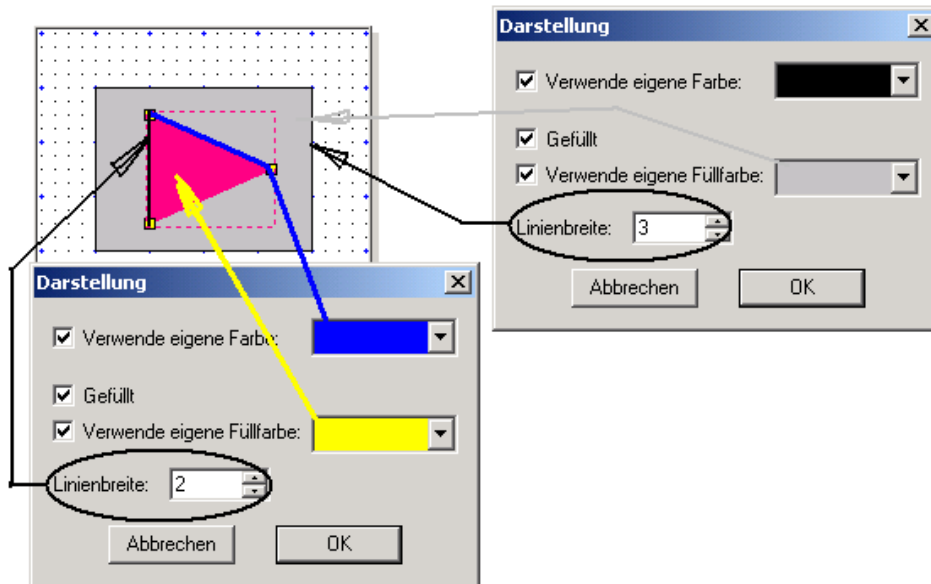 Darstellung
Verwende eigene Farbe:
Gefüllt
Verwende eigene Füllfarbe:
Linienbreite: 3
Abbrechen OK
Darstellung
Verwende eigene Farbe:
Gefüllt
Verwende eigene Füllfarbe:
Linienbreite: 2
Abbrechen OK